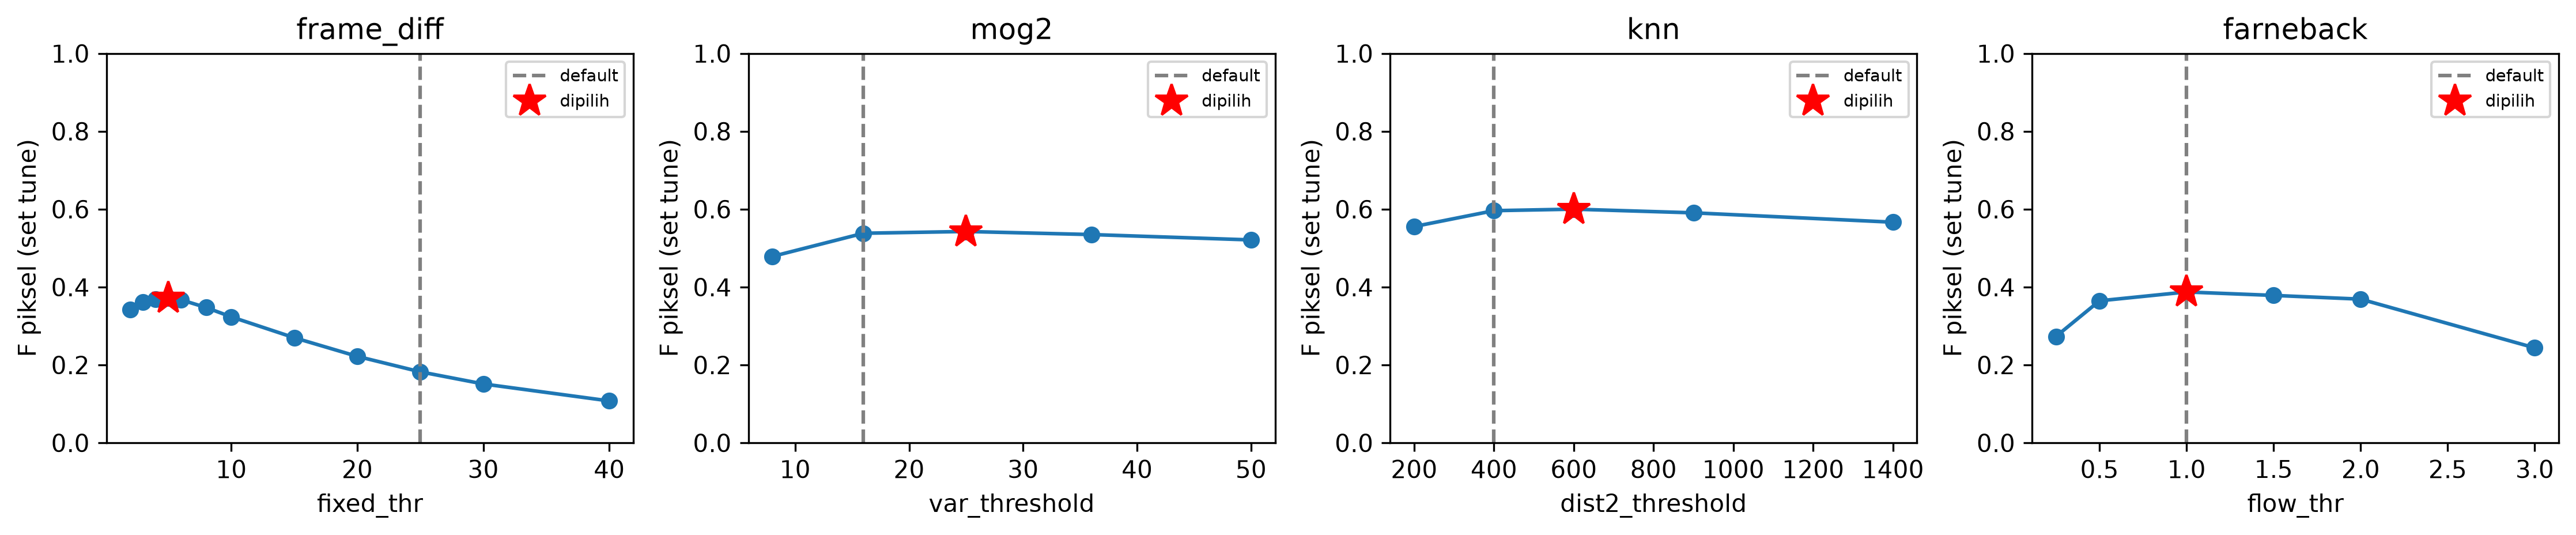 frame_diff
1.0
0.8
0.6
0.4
0.2
0.0
F piksel (set tune)
default
dipilih
10 20 30 40
fixed_thr
mog2
1.0
0.8
0.6
0.4
0.2
0.0
F piksel (set tune)
default
dipilih
10 20 30 40 50
var_threshold
knn
1.0
0.8
0.6
0.4
0.2
0.0
F piksel (set tune)
default
dipilih
200 400 600 800 1000 1200 1400
dist2_threshold
farneback
1.0
0.8
0.6
0.4
0.2
0.0
F piksel (set tune)
default
dipilih
0.5 1.0 1.5 2.0 2.5 3.0
flow_thr